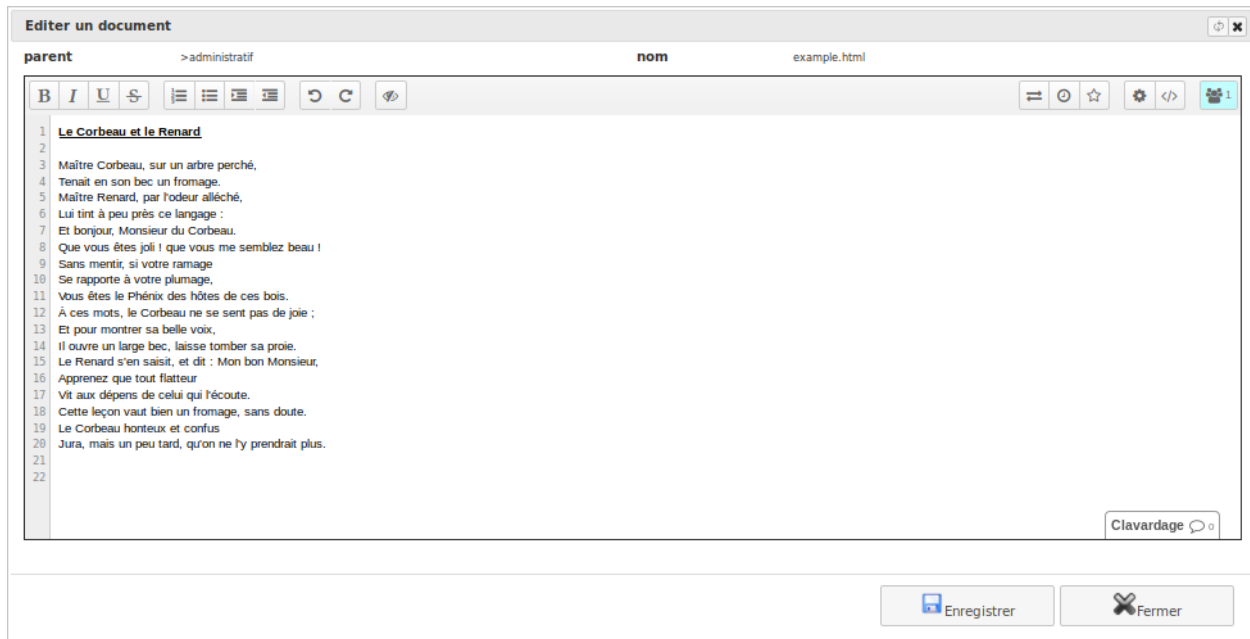 Editer un document
parent >administratif nom example.html
B I U S 1
1 Le Corbeau et le Renard
2
3 Maître Corbeau, sur un arbre perché,
4 Tenait en son bec un fromage.
5 Maître Renard, par l'odeur alléché,
6 Lui tint à peu près ce langage :
7 Et bonjour, Monsieur du Corbeau.
8 Que vous êtes joli ! que vous me semblez beau !
9 Sans mentir, si votre ramage
10 Se rapporte à votre plumage,
11 Vous êtes le Phénix des hôtes de ces bois.
12 À ces mots, le Corbeau ne se sent pas de joie ;
13 Et pour montrer sa belle voix,
14 Il ouvre un large bec, laisse tomber sa proie.
15 Le Renard s'en saisit, et dit : Mon bon Monsieur,
16 Apprenez que tout flatteur
17 Vit aux dépens de celui qui l'écoute.
18 Cette leçon vaut bien un fromage, sans doute.
19 Le Corbeau honteux et confus
20 Jura, mais un peu tard, qu'on ne l'y prendrait plus.
21
22
Clavardage 0
Enregistrer Fermer